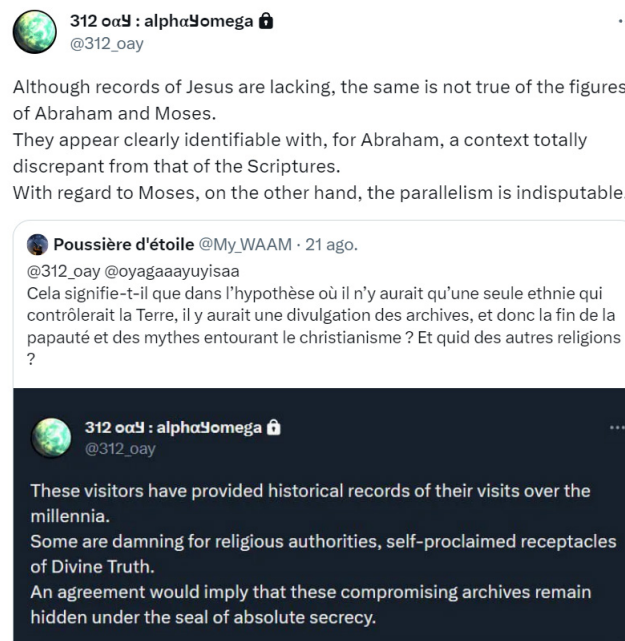 312 oαყ : alphαყomega
@312_oay
Although records of Jesus are lacking, the same is not true of the figures
of Abraham and Moses.
They appear clearly identifiable with, for Abraham, a context totally
discrepant from that of the Scriptures.
With regard to Moses, on the other hand, the parallelism is indisputable.
Poussière d'étoile @My_WAAM · 21 ago.
@312_oay @oyagaaayuyisaa
Cela signifie-t-il que dans l'hypothèse où il n'y aurait qu'une seule ethnie qui
contrôlerait la Terre, il y aurait une divulgation des archives, et donc la fin de la
papauté et des mythes entourant le christianisme ? Et quid des autres religions
?
312 oαყ : alphαყomega
@312_oay
These visitors have provided historical records of their visits over the
millennia.
Some are damning for religious authorities, self-proclaimed receptacles
of Divine Truth.
An agreement would imply that these compromising archives remain
hidden under the seal of absolute secrecy.